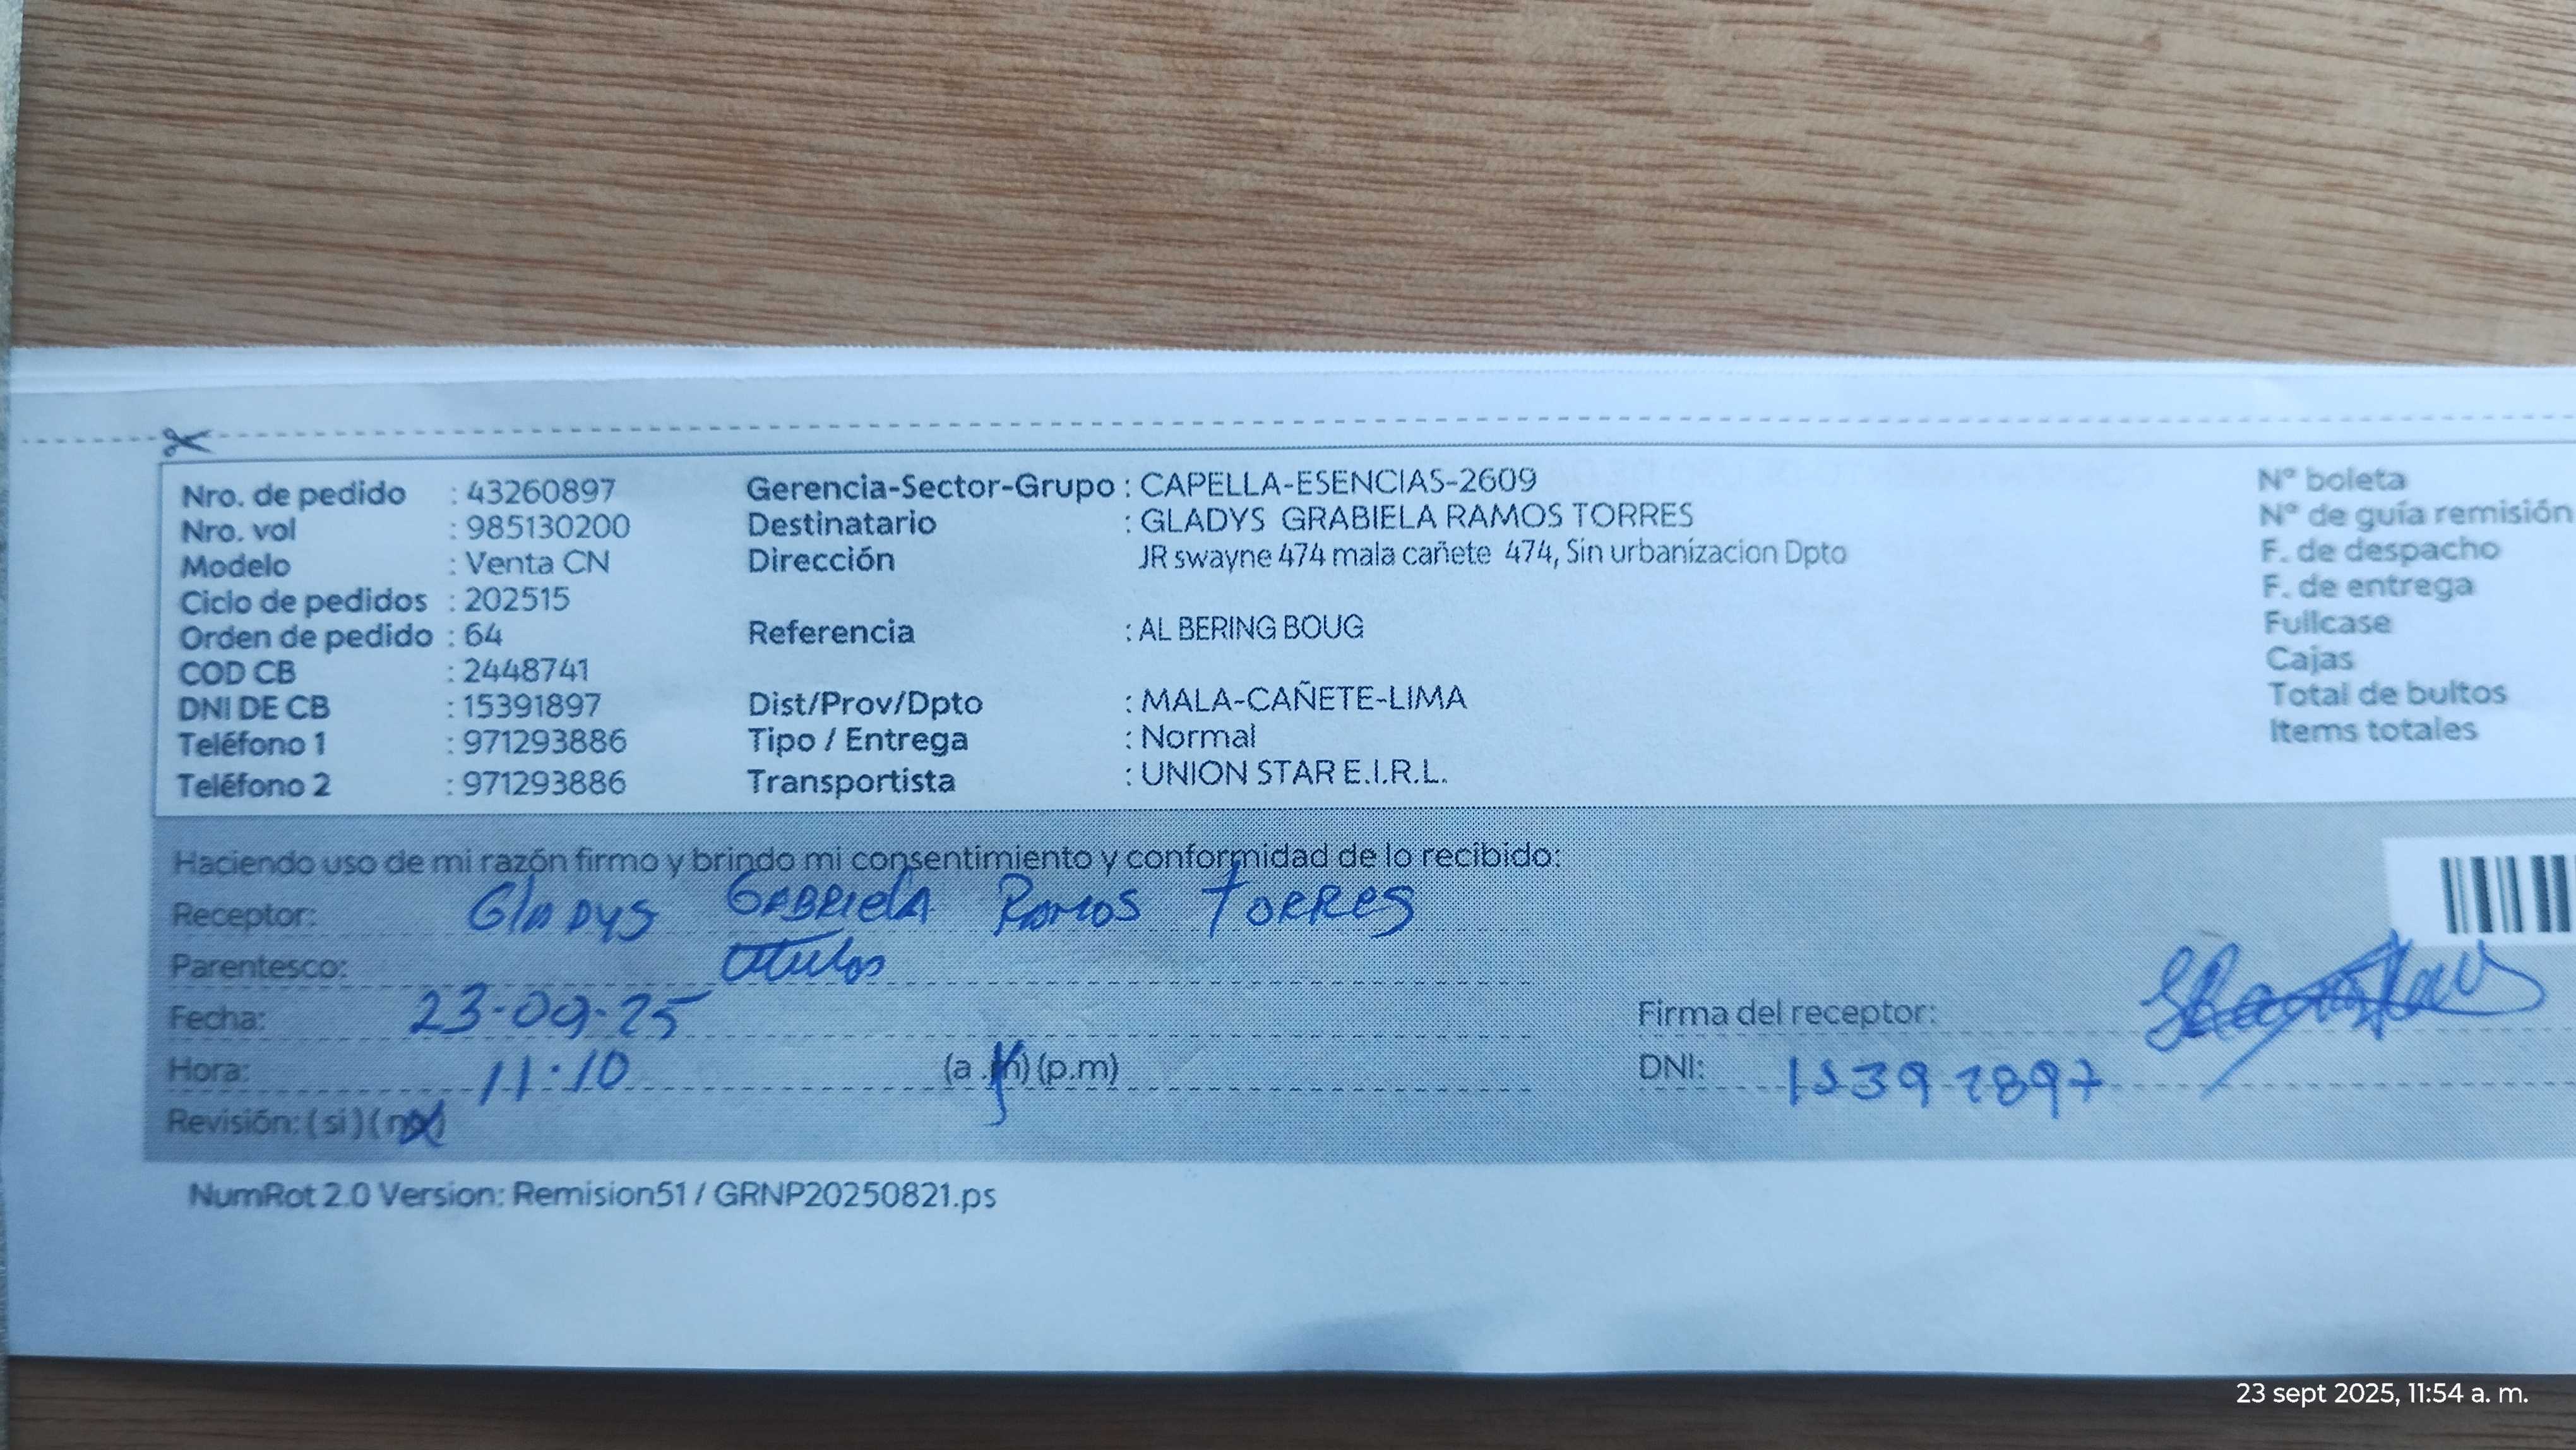 Nro. de pedido : 43260897 Gerencia-Sector-Grupo : CAPELLA-ESENCIAS-2609 N° boleta
Nro. vol : 985130200 Destinatario : GLADYS GRABIELA RAMOS TORRES N° de guía remisión
Modelo : Venta CN Dirección JR swayne 474 mala cañete 474, Sin urbanizacion Dpto F. de despacho
Ciclo de pedidos : 202515 F. de entrega
Orden de pedido : 64 Referencia : AL BERING BOUG Fullcase
COD CB : 2448741 Cajas
DNI DE CB : 15391897 Dist/Prov/Dpto : MALA-CAÑETE-LIMA Total de bultos
Teléfono 1 : 971293886 Tipo / Entrega : Normal Items totales
Teléfono 2 : 971293886 Transportista : UNION STAR E.I.R.L.
Haciendo uso de mi razón firmo y brindo mi consentimiento y conformidad de lo recibido:
Receptor: Gladys Gabriela Ramos Torres
Parentesco:
Fecha: 23-09-25 Firma del receptor:
Hora: 11:10 (a.m) (p.m) DNI: 15391897
Revisión: (si) (no)
NumRot 2.0 Version: Remision51 / GRNP20250821.ps
23 sept 2025, 11:54 a. m.